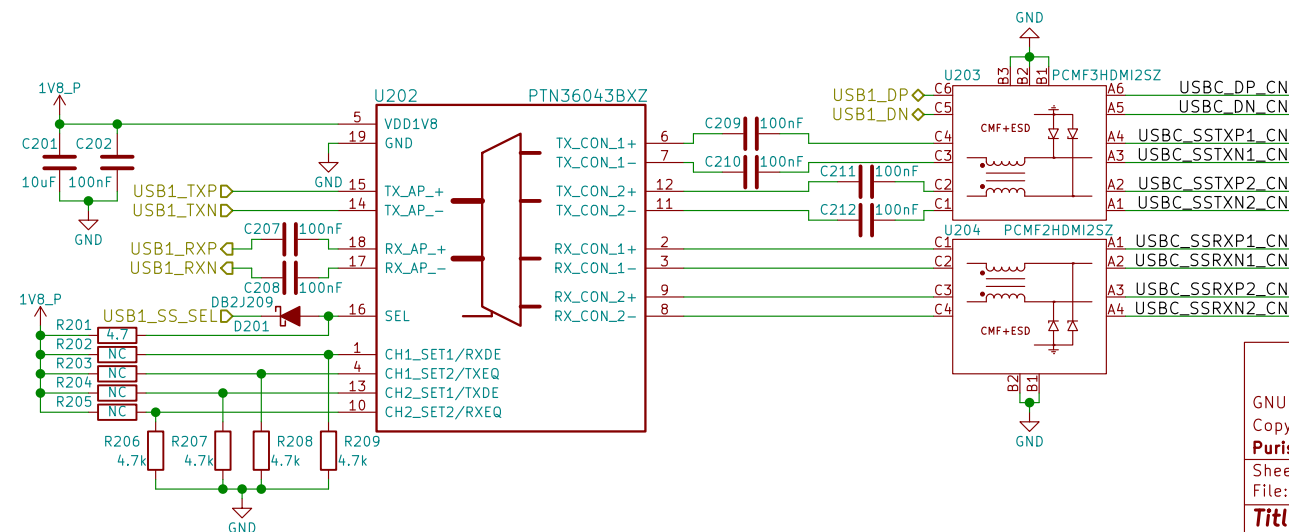 GND
1V8_P
U202
PTN36043BXZ
5
VDD1V8
19
GND
C201
10uF
C202
100nF
GND
GND
USB1_TXP
15
TX_AP_+
USB1_TXN
14
TX_AP_-
C207
100nF
USB1_RXP
18
RX_AP_+
USB1_RXN
17
RX_AP_-
C208
100nF
DB2J209
USB1_SS_SEL
D201
16
SEL
1V8_P
R201
4.7
R202
NC
1
CH1_SET1/RXDE
R203
NC
4
CH1_SET2/TXEQ
R204
NC
13
CH2_SET1/TXDE
R205
NC
10
CH2_SET2/RXEQ
R206
4.7k
R207
4.7k
R208
4.7k
R209
4.7k
GND
TX_CON_1+
6
TX_CON_1-
7
TX_CON_2+
12
TX_CON_2-
11
RX_CON_1+
2
RX_CON_1-
3
RX_CON_2+
9
RX_CON_2-
8
C209
100nF
C210
100nF
C211
100nF
C212
100nF
USB1_DP
USB1_DN
U203
PCMF3HDMI2SZ
B3
B2
B1
CMF+ESD
C6
C5
C4
C3
C2
C1
A6
USBC_DP_CN
A5
USBC_DN_CN
A4
USBC_SSTXP1_CN
A3
USBC_SSTXN1_CN
A2
USBC_SSTXP2_CN
A1
USBC_SSTXN2_CN
U204
PCMF2HDMI2SZ
C1
C2
C3
C4
CMF+ESD
A1
USBC_SSRXP1_CN
A2
USBC_SSRXN1_CN
A3
USBC_SSRXP2_CN
A4
USBC_SSRXN2_CN
B2
B1
GND
GNU
Copy
Puris
Shee
File:
Titl